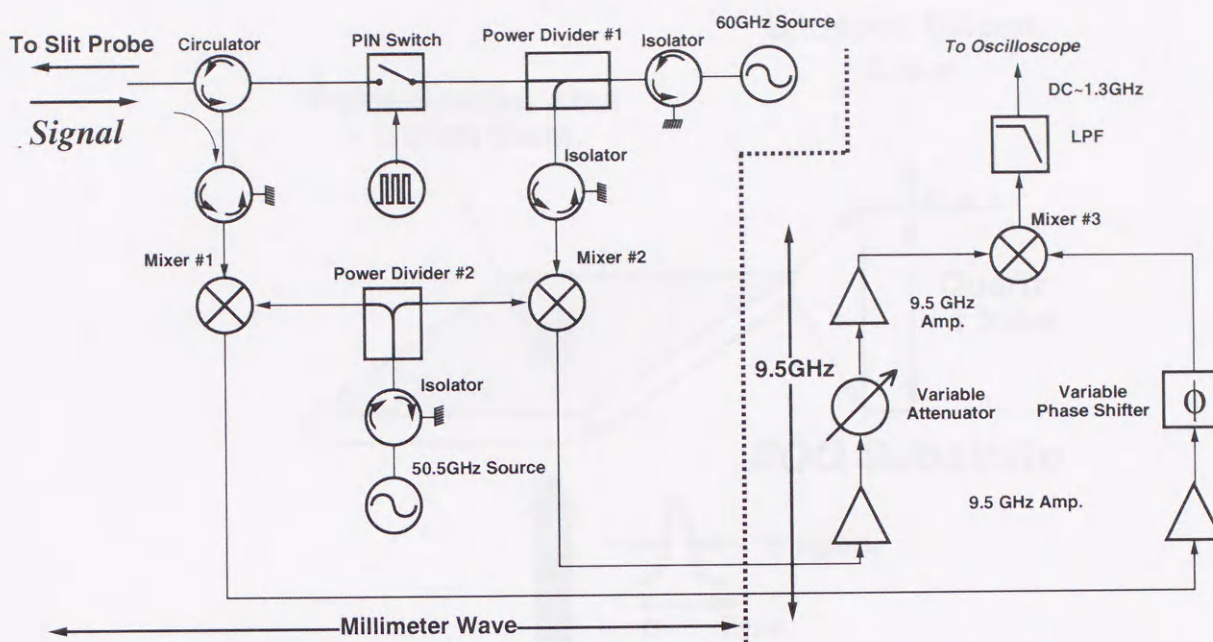 60GHz Source
To Slit Probe
Circulator
PIN Switch
Power Divider #1
Isolator
To Oscilloscope
DC~1.3GHz
Signal
LPF
Isolator
Mixer #3
Mixer #1
Power Divider #2
Mixer #2
9.5 GHz
Amp.
9.5GHz
Isolator
Variable
Attenuator
Variable
Phase Shifter
Φ
50.5GHz Source
9.5 GHz Amp.
Millimeter Wave